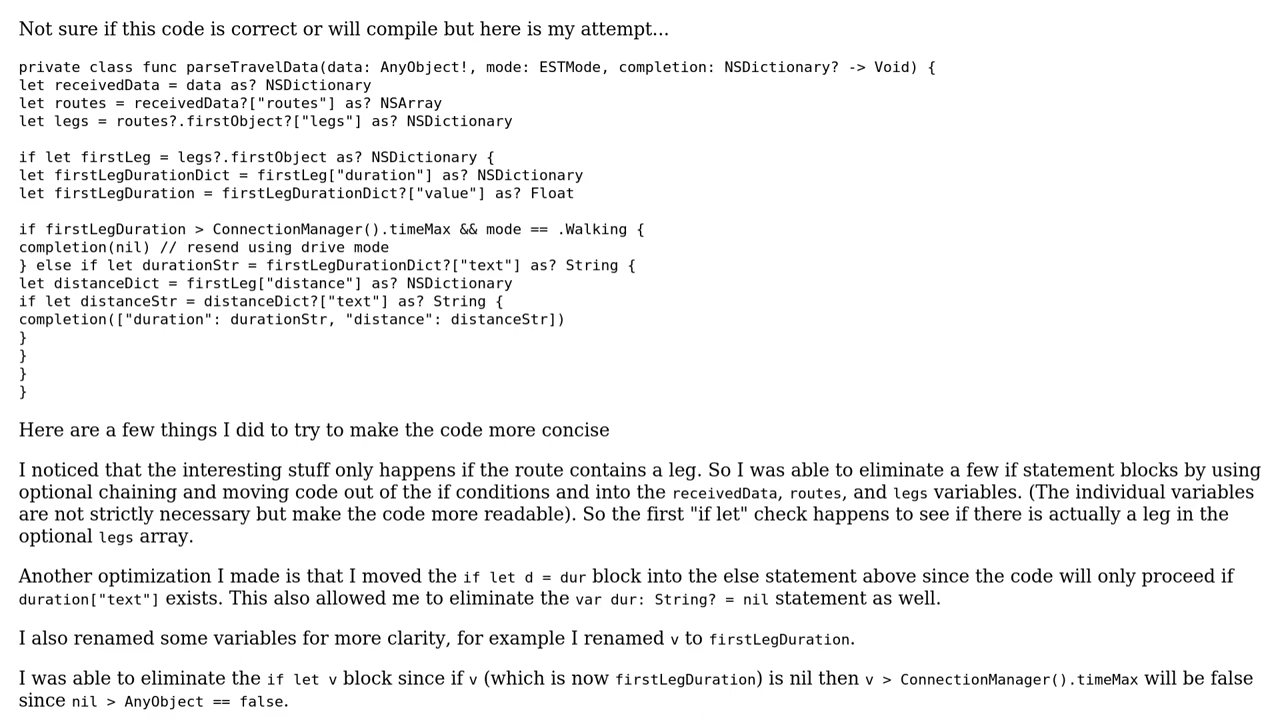 Not sure if this code is correct or will compile but here is my attempt...
private class func parseTravelData(data: AnyObject!, mode: ESTMode, completion: NSDictionary? -> Void) {
let receivedData = data as? NSDictionary
let routes = receivedData?["routes"] as? NSArray
let legs = routes?.firstObject?["legs"] as? NSDictionary
if let firstLeg = legs?.firstObject as? NSDictionary {
let firstLegDurationDict = firstLeg["duration"] as? NSDictionary
let firstLegDuration = firstLegDurationDict?["value"] as? Float
if firstLegDuration > ConnectionManager().timeMax && mode == .Walking {
completion(nil) // resend using drive mode
} else if let durationStr = firstLegDurationDict?["text"] as? String {
let distanceDict = firstLeg["distance"] as? NSDictionary
if let distanceStr = distanceDict?["text"] as? String {
completion(["duration": durationStr, "distance": distanceStr])
}
}
}
}
Here are a few things I did to try to make the code more concise
I noticed that the interesting stuff only happens if the route contains a leg. So I was able to eliminate a few if statement blocks by using
optional chaining and moving code out of the if conditions and into the receivedData, routes, and legs variables. (The individual variables
are not strictly necessary but make the code more readable). So the first "if let" check happens to see if there is actually a leg in the
optional legs array.
Another optimization I made is that I moved the if let d = dur block into the else statement above since the code will only proceed if
duration["text"] exists. This also allowed me to eliminate the var dur: String? = nil statement as well.
I also renamed some variables for more clarity, for example I renamed v to firstLegDuration.
I was able to eliminate the if let v block since if v (which is now firstLegDuration) is nil then v > ConnectionManager().timeMax will be false
since nil > AnyObject == false.